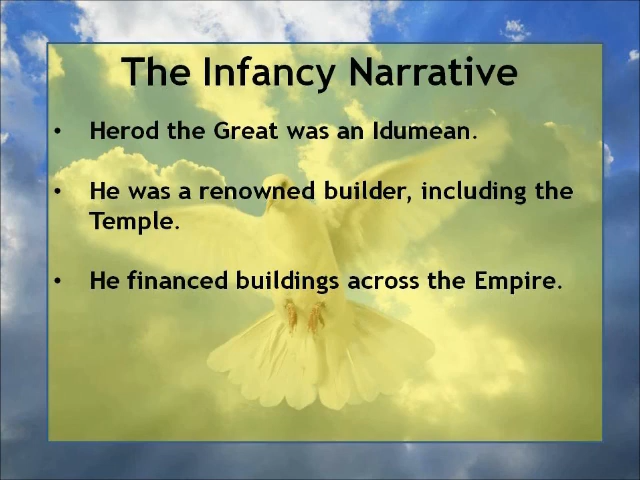 The Infancy Narrative
• Herod the Great was an Idumean.
• He was a renowned builder, including the
Temple.
• He financed buildings across the Empire.